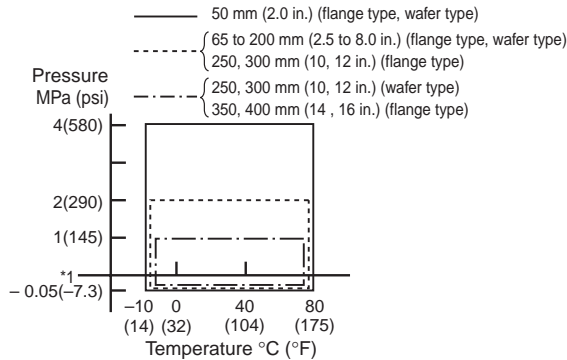 50 mm (2.0 in.) (flange type, wafer type)
65 to 200 mm (2.5 to 8.0 in.) (flange type, wafer type)
250, 300 mm (10, 12 in.) (flange type)
250, 300 mm (10, 12 in.) (wafer type)
350, 400 mm (14 , 16 in.) (flange type)
Pressure
MPa (psi)
4(580)
2(290)
1(145)
*1
– 0.05(–7.3)
–10 0 40 80
(14) (32) (104) (175)
Temperature °C (°F)